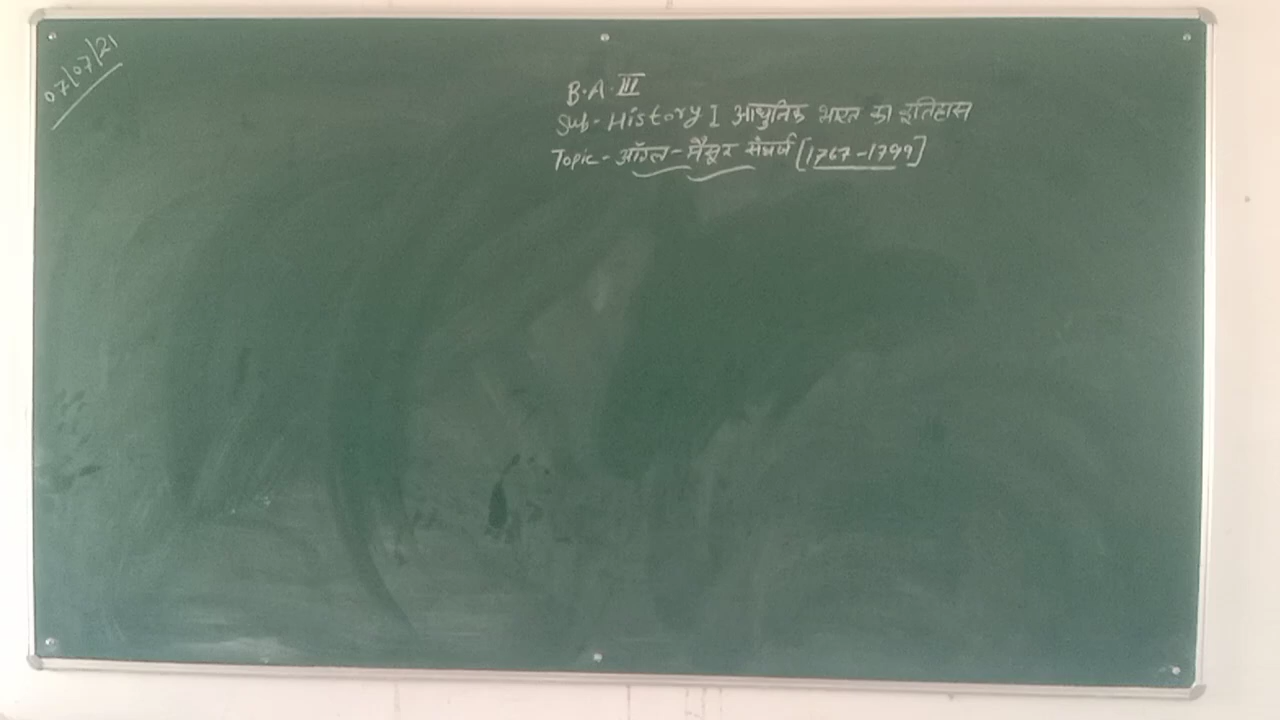 07/07/21
B.A.III
Sub-History I आधुनिक भारत का इतिहास
Topic-आँग्ल-मैसूर संघर्ष [1767-1799]